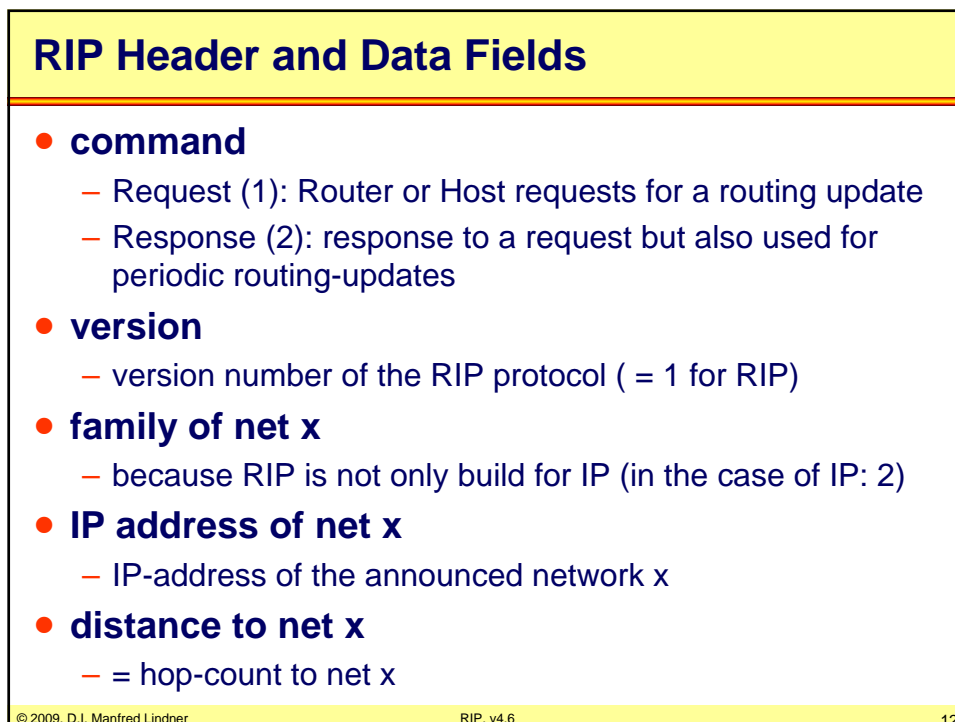 RIP Header and Data Fields
• command
– Request (1): Router or Host requests for a routing update
– Response (2): response to a request but also used for
periodic routing-updates
• version
– version number of the RIP protocol ( = 1 for RIP)
• family of net x
– because RIP is not only build for IP (in the case of IP: 2)
• IP address of net x
– IP-address of the announced network x
• distance to net x
– = hop-count to net x
© 2009, D.I. Manfred Lindner RIP, v4.6 12